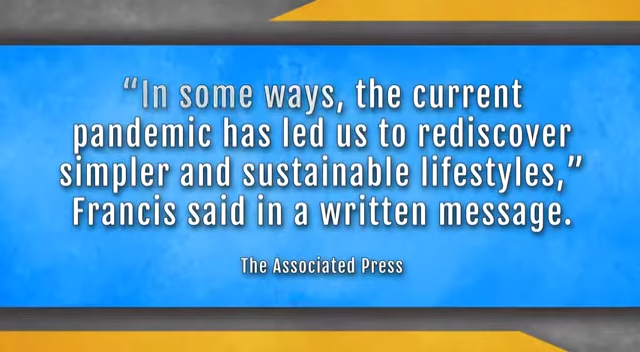 “In some ways, the current
pandemic has led us to rediscover
simpler and sustainable lifestyles,”
Francis said in a written message.
The Associated Press